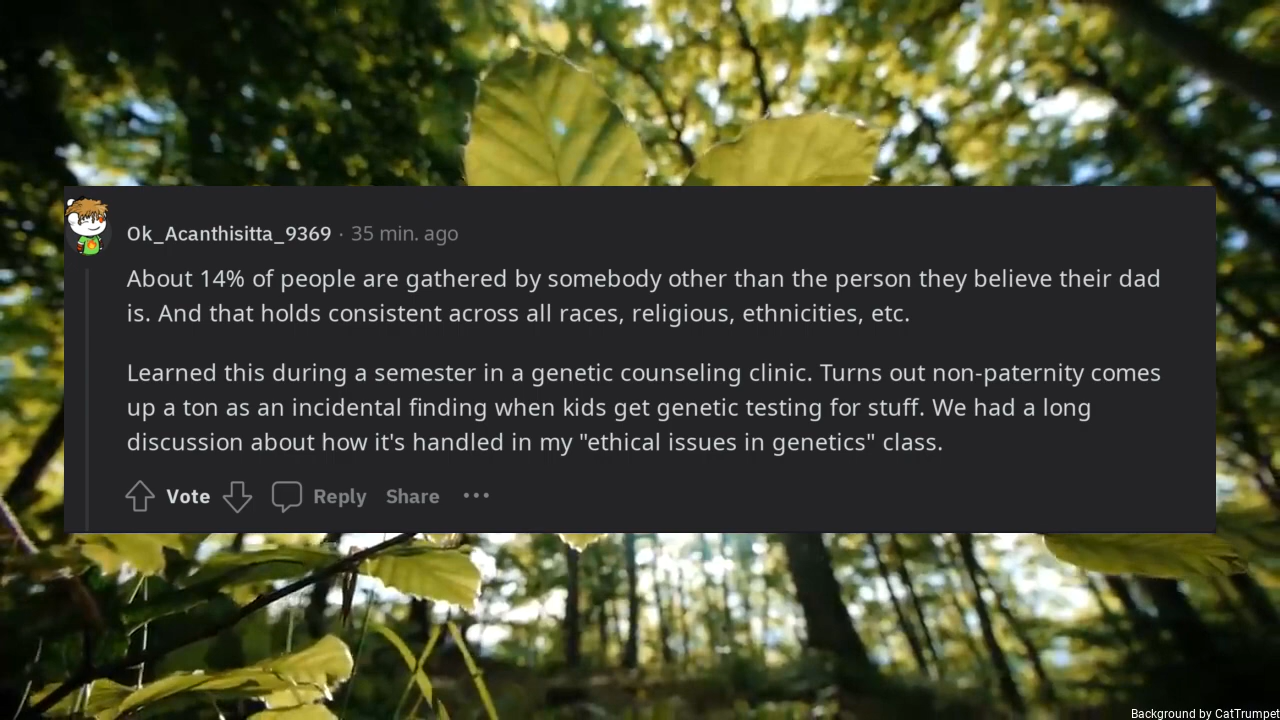 Ok_Acanthisitta_9369 · 35 min. ago
About 14% of people are gathered by somebody other than the person they believe their dad
is. And that holds consistent across all races, religious, ethnicities, etc.
Learned this during a semester in a genetic counseling clinic. Turns out non-paternity comes
up a ton as an incidental finding when kids get genetic testing for stuff. We had a long
discussion about how it's handled in my "ethical issues in genetics" class.
Vote Reply Share •••
Background by CatTrumpet